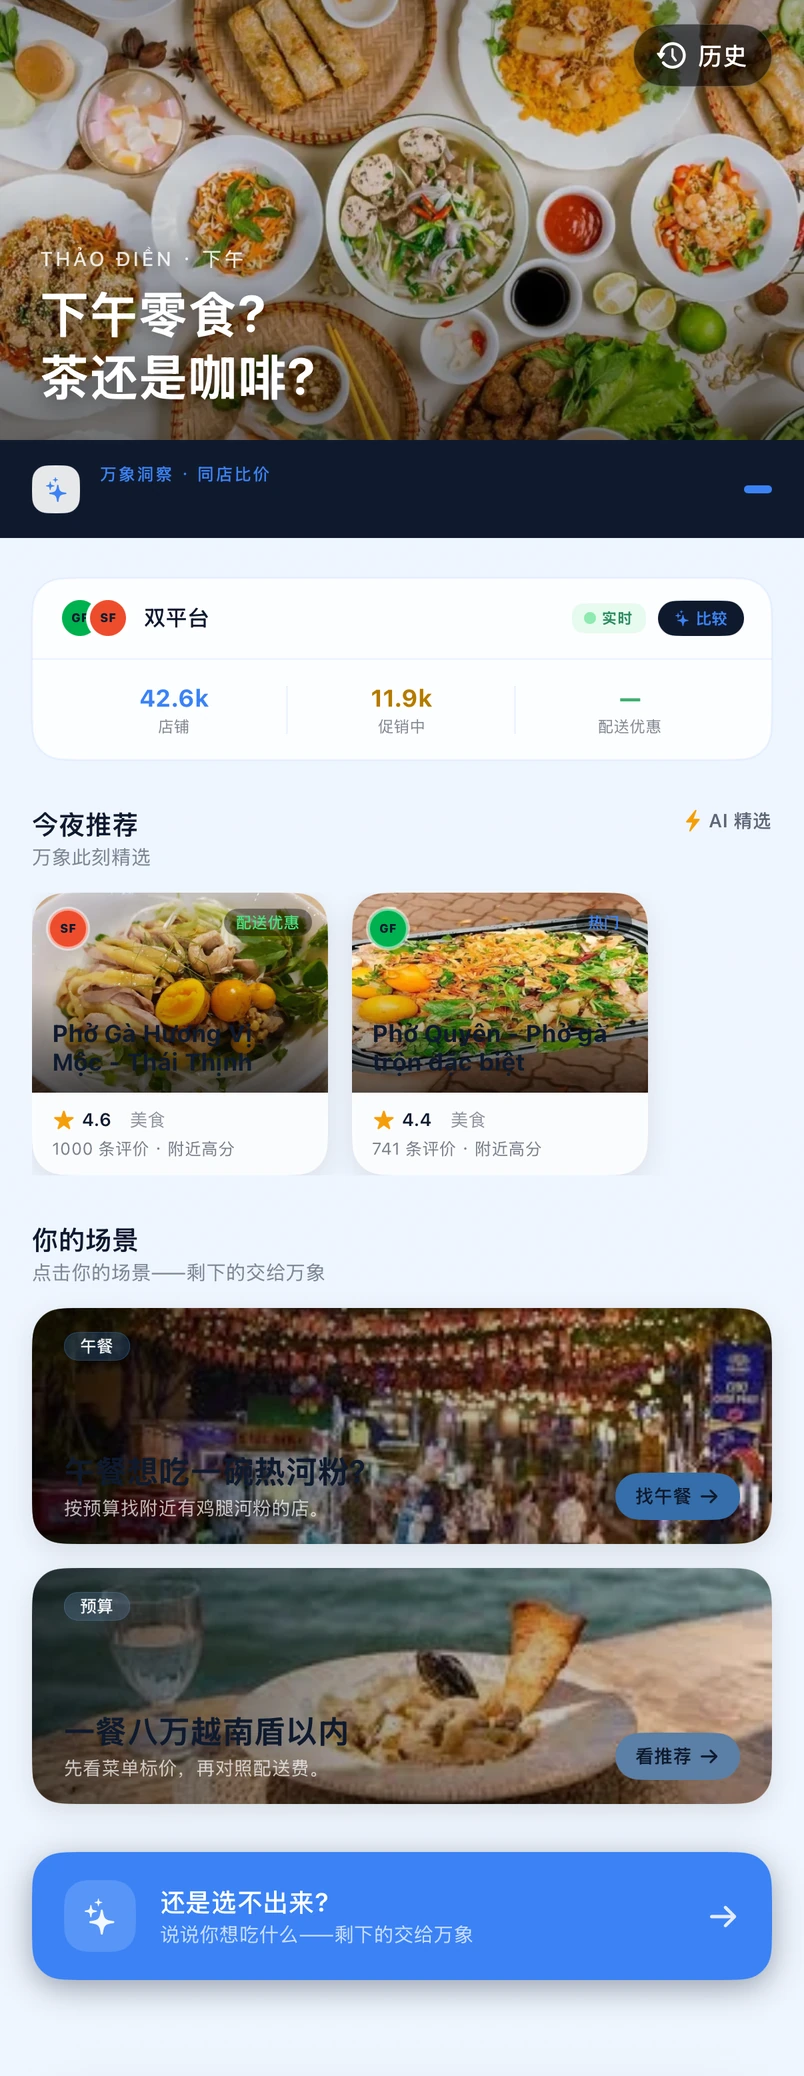 历史
THẢO ĐIỀN · 下午
下午零食?
茶还是咖啡?
万象洞察 · 同店比价
GF
SF
双平台
实时
比较
42.6k
店铺
11.9k
促销中
—
配送优惠
今夜推荐
AI 精选
万象此刻精选
SF
配送优惠
Phở Gà Hương Vị
Mộc - Thái Thịnh
4.6 美食
1000 条评价 · 附近高分
GF
热门
Phở Quyên - Phở gà
trộn đặc biệt
4.4 美食
741 条评价 · 附近高分
你的场景
点击你的场景——剩下的交给万象
午餐
午餐想吃一碗热河粉?
按预算找附近有鸡腿河粉的店。
找午餐 →
预算
一餐八万越南盾以内
先看菜单标价，再对照配送费。
看推荐 →
还是选不出来?
说说你想吃什么——剩下的交给万象